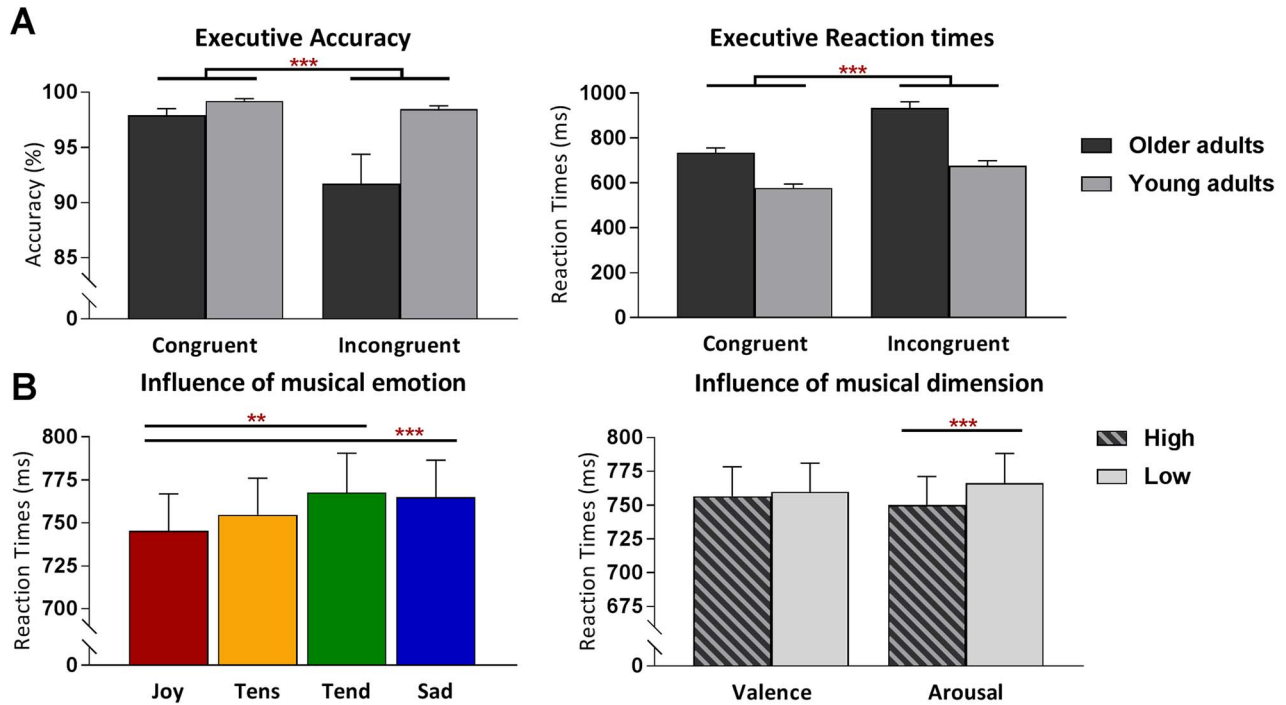 A
Executive Accuracy
***
Accuracy (%)
100
95
90
85
0
Congruent
Incongruent
Executive Reaction times
***
Reaction Times (ms)
1000
800
600
400
200
0
Congruent
Incongruent
Older adults
Young adults
B
Influence of musical emotion
**
***
Reaction Times (ms)
800
775
750
725
700
0
Joy
Tens
Tend
Sad
Influence of musical dimension
***
Reaction Times (ms)
800
775
750
725
700
675
0
Valence
Arousal
High
Low